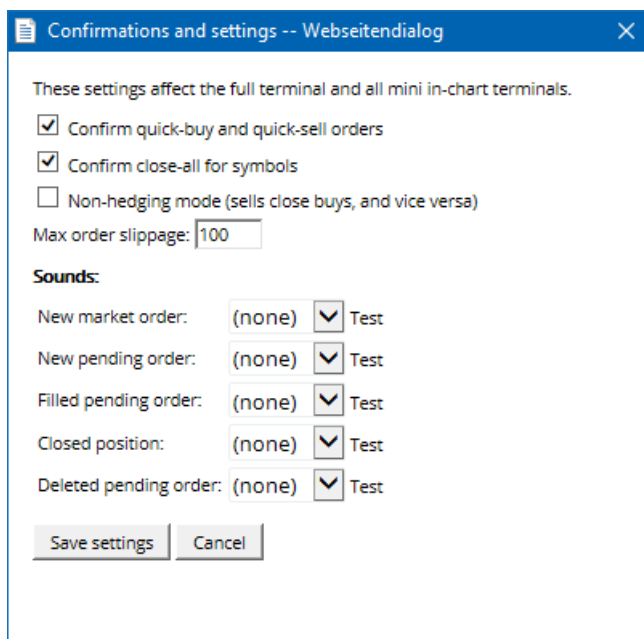 Confirmations and settings -- Webseitendialog
These settings affect the full terminal and all mini in-chart terminals.
Confirm quick-buy and quick-sell orders
Confirm close-all for symbols
Non-hedging mode (sells close buys, and vice versa)
Max order slippage: 100
Sounds:
New market order: (none) Test
New pending order: (none) Test
Filled pending order: (none) Test
Closed position: (none) Test
Deleted pending order: (none) Test
Save settings Cancel